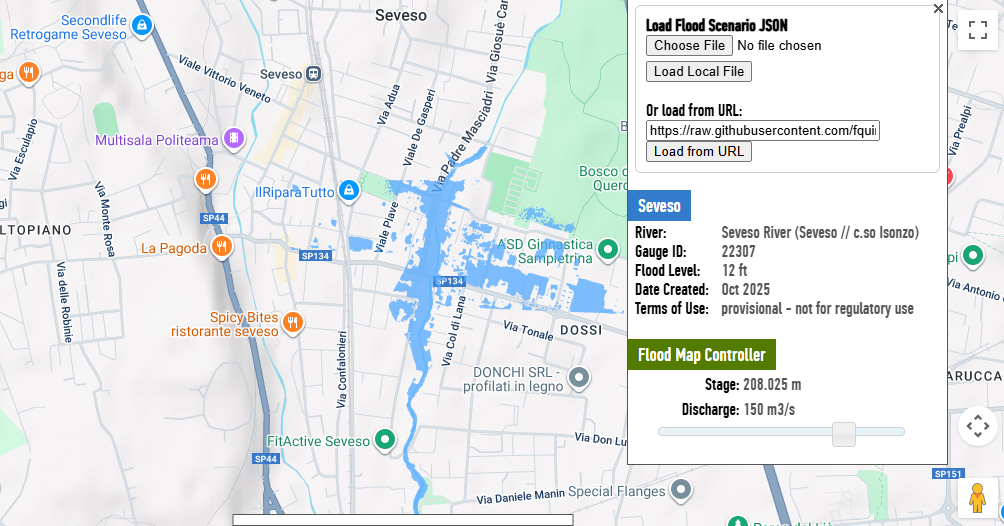 Seveso
Secondlife
Retrogame Seveso
Viale Vittorio Veneto
Seveso
Via Adua
Viale De Gasperi
Via Padre Masciadri
Via Giosuè Car
ga
Via Esculapio
Multisala Politeama
IlRiparaTutto
Bosco d
Querc
SP44
LTOPIANO
Via Monte Rosa
La Pagoda
SP134
Viale Piave
ASD Ginnastica
Sampietrina
SP134
Via delle Robinie
Spicy Bites
ristorante seveso
Via Confalonieri
Via Col di Lana
Via Tonale
DOSSI
DONCHI SRL -
profilati in legno
FitActive Seveso
SP44
Via Don Lu
Via Daniele Manin
Special Flanges
Load Flood Scenario JSON
Choose File No file chosen
Load Local File
Or load from URL:
https://raw.githubusercontent.com/fqui
Load from URL
Seveso
River: Seveso River (Seveso // c.so Isonzo)
Gauge ID: 22307
Flood Level: 12 ft
Date Created: Oct 2025
Terms of Use: provisional - not for regulatory use
Flood Map Controller
Stage: 208.025 m
Discharge: 150 m3/s
Via Prealpi
pi
Via Antonio
ARUCCA
SP151